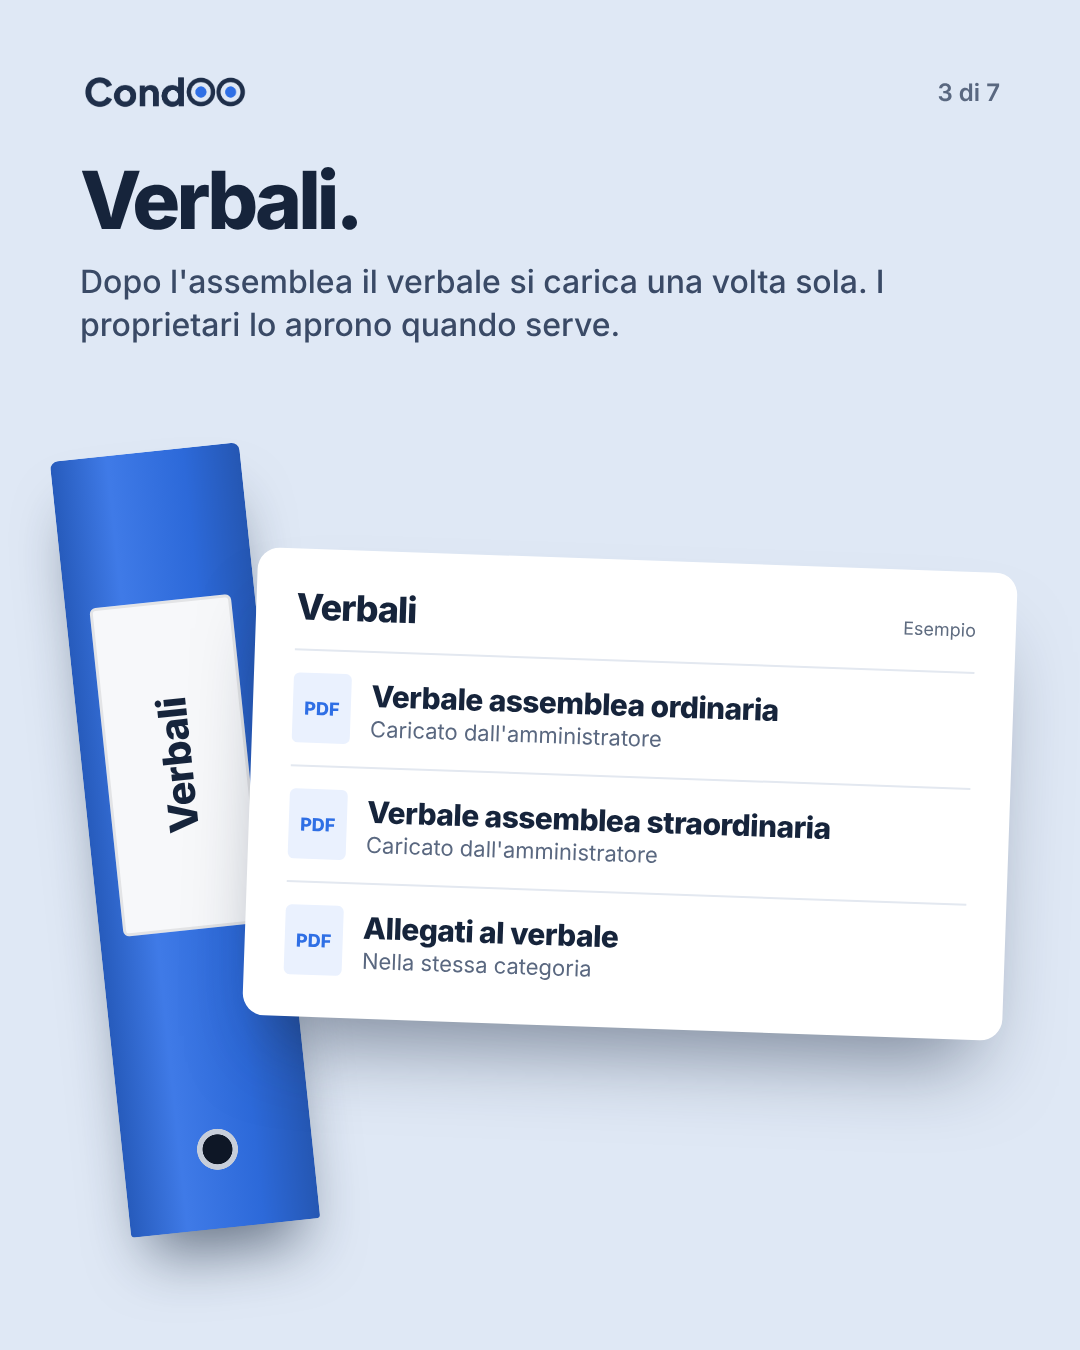 Condoo
3 di 7
Verbali.
Dopo l'assemblea il verbale si carica una volta sola. I
proprietari lo aprono quando serve.
Verbali
Verbali
Esempio
PDF
Verbale assemblea ordinaria
Caricato dall'amministratore
PDF
Verbale assemblea straordinaria
Caricato dall'amministratore
PDF
Allegati al verbale
Nella stessa categoria